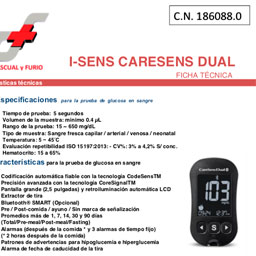 C.N. 186088.0
SCUAL y FURIO
I-SENS CARESENS DUAL
FICHA TÉCNICA
sticas técnicas
specificaciones para la prueba de glucosa en sangre
Tiempo de prueba: 5 segundos
Volumen de la muestra: mínimo 0.4 µL
Rango de la prueba: 15 – 650 mg/dL
Tipo de muestra: Sangre fresca capilar / arterial / venosa / neonatal
Temperatura: 5 – 45°C
Evaluación repetibilidad ISO 15197:2013: - CV%: 3% a 4,2% S/ conc.
Hematocrito: 15 a 65%
racterísticas para la prueba de glucosa en sangre
Codificación automática fiable con la tecnología CodeSensTM
Precisión avanzada con la tecnología CoreSignalTM
Pantalla grande (2,5 pulgadas) y retroiluminación automática LCD
Extractor de tiras
Bluetooth® SMART (Opcional)
Pre / Post-comida / ayuno / Sin marca de señalización
Promedios más de 1, 7, 14, 30 y 90 días
(Total/Pre-meal/Post-meal/Fasting)
Alarmas (después de la comida * y 3 alarmas de tiempo fijo)
(* 2 horas después de la comida)
Patrones de advertencias para hipoglucemia e hiperglucemia
Alarma de fecha de caducidad de la tira
CareSens Dual
103
S